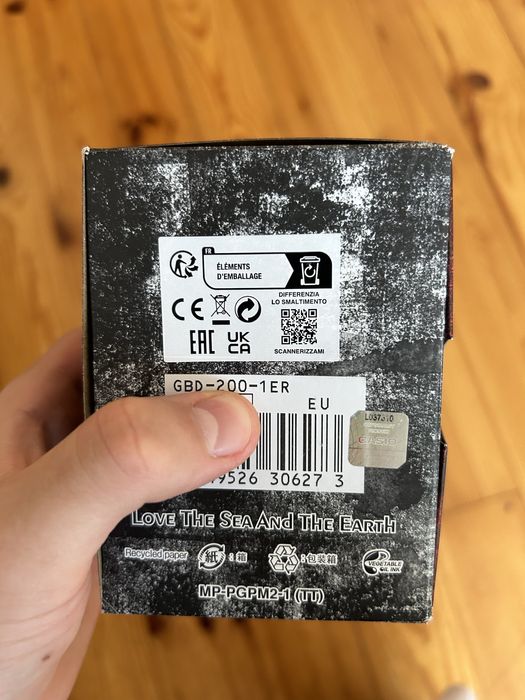 FR
ÉLÉMENTS
D'EMBALLAGE
DIFFERENZIA
LO SMALTIMENTO
CE
EAC
UK
CA
SCANNERIZZAMI
GBD-200-1ER
EU
9526 30627 3
CASIO
LOVE THE SEA AND THE EARTH
Recycled paper
紙 :箱
:包装箱
VEGETABLE
OIL INK
MP-PGPM2-1 (TT)